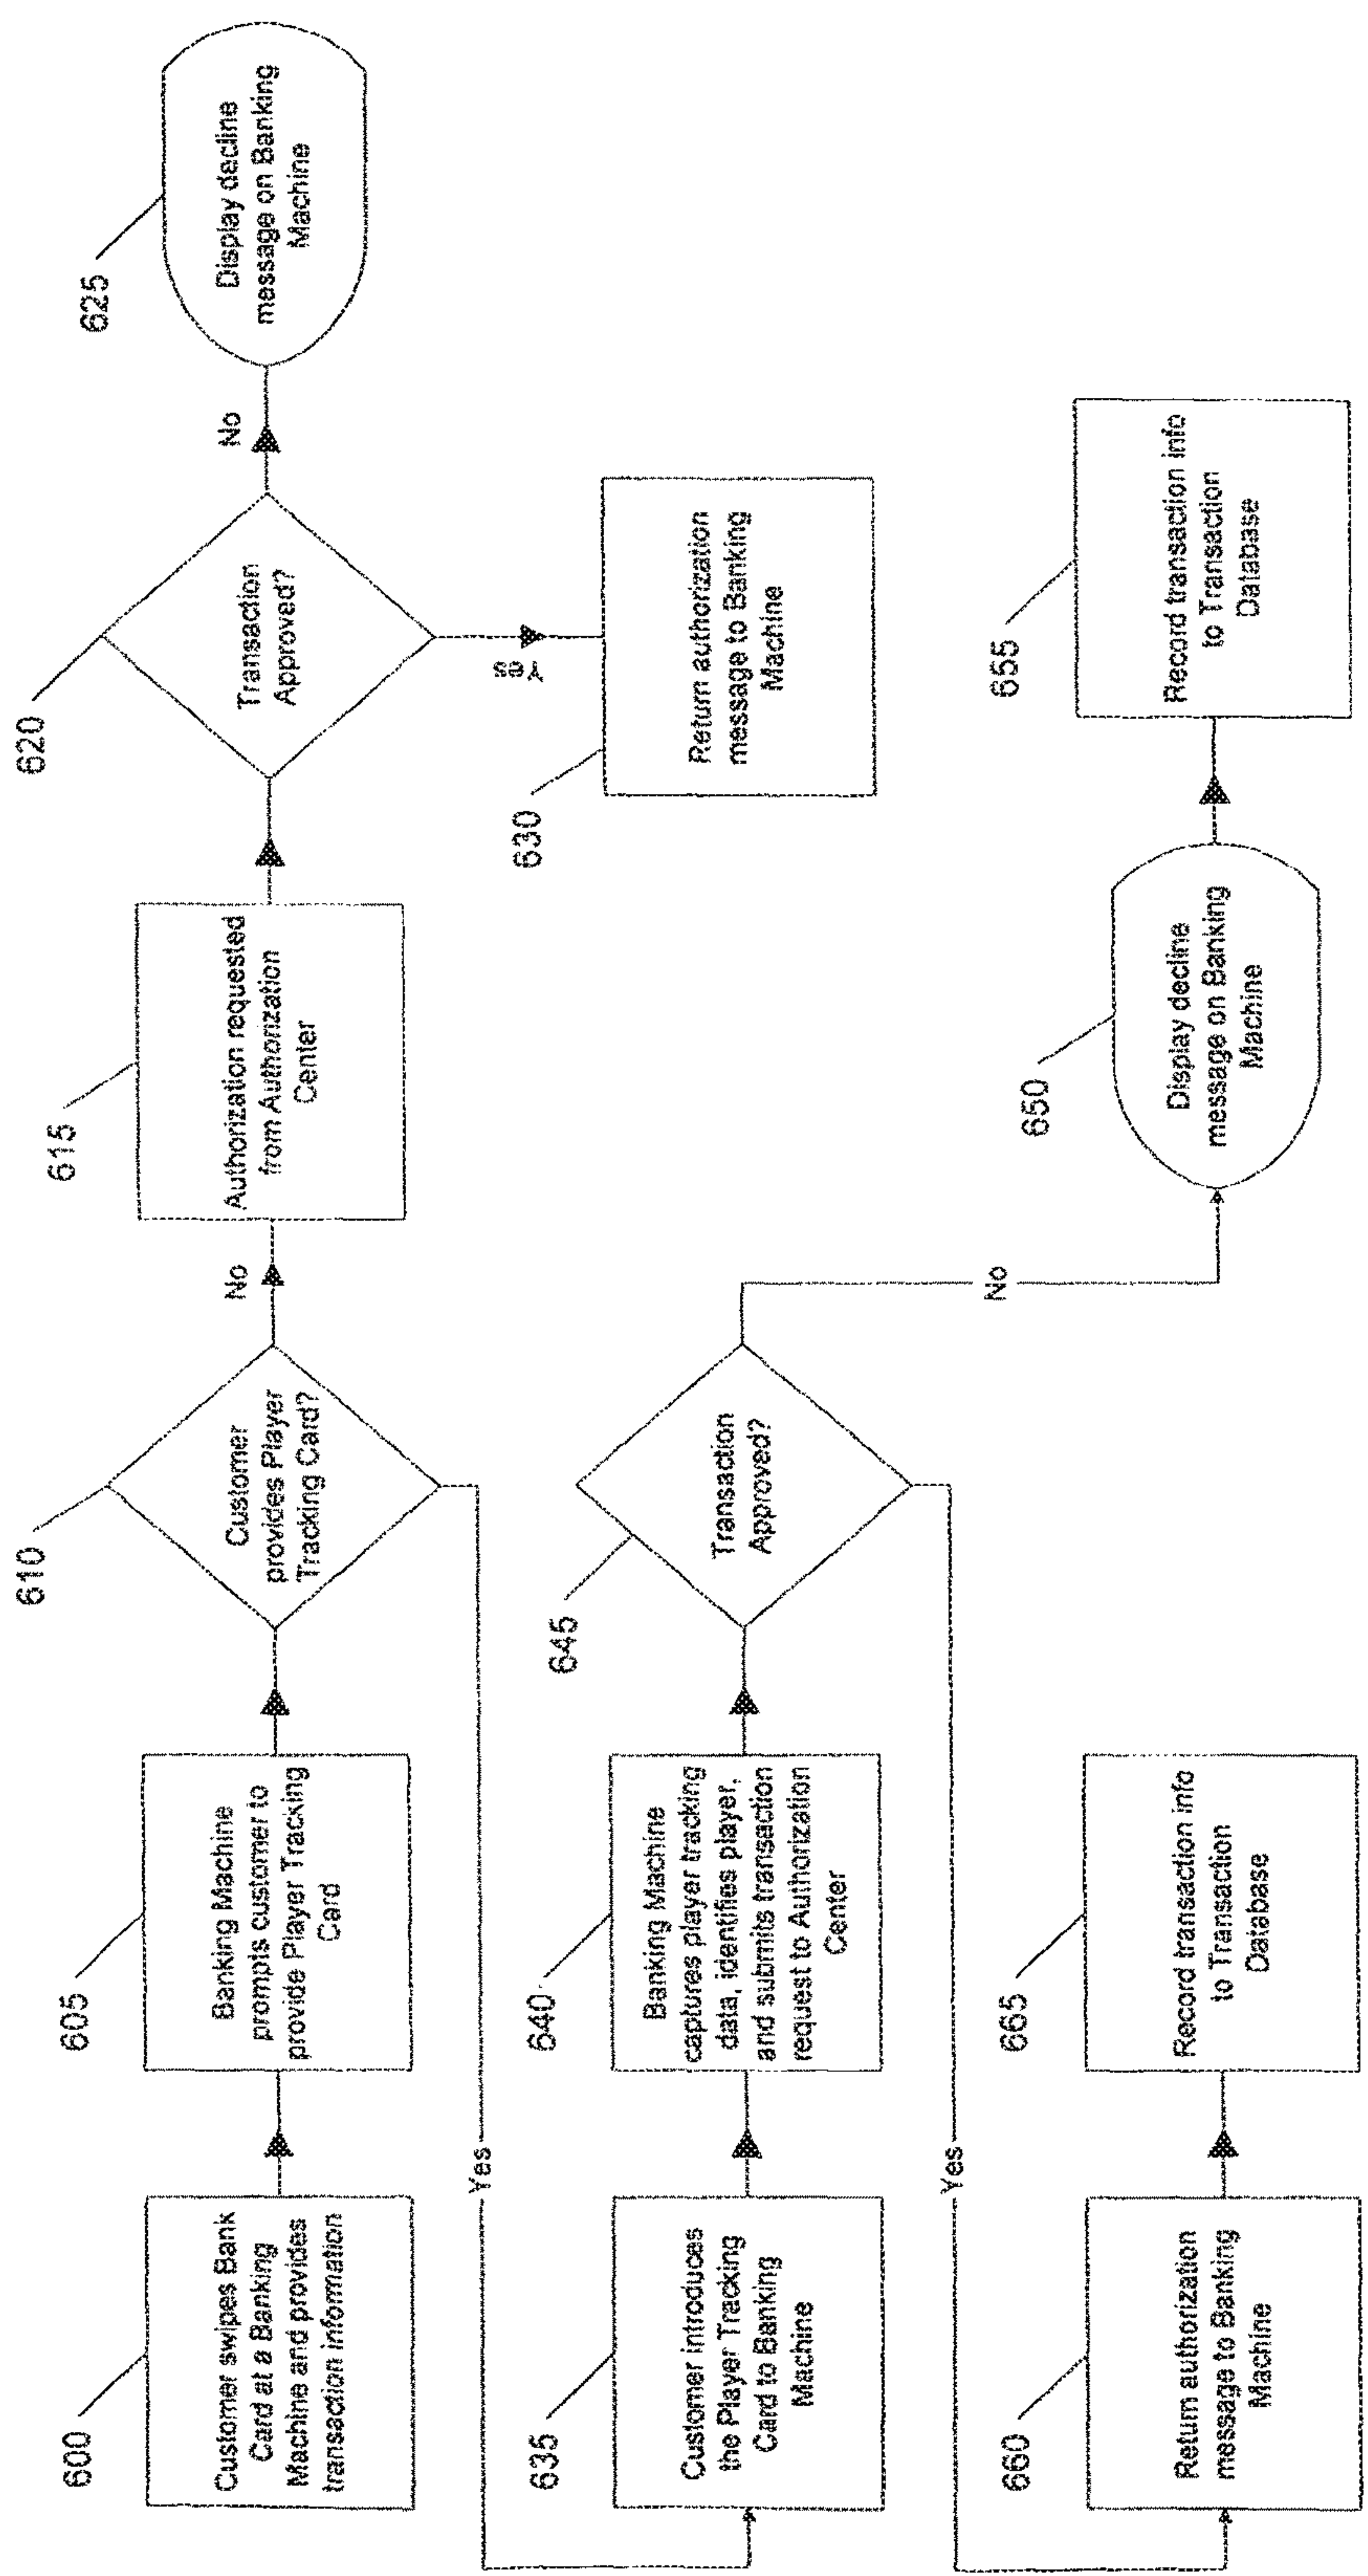 600
Customer swipes Bank
Card at a Banking
Machine and provides
transaction information
605
Banking Machine
prompts customer to
provide Player Tracking
Card
610
Customer
provides Player
Tracking Card?
No
615
Authorization requested
from Authorization
Center
620
Transaction
Approved?
No
625
Display decline
message on Banking
Machine
Yes
630
Return authorization
message to Banking
Machine
Yes
635
Customer introduces
the Player Tracking
Card to Banking
Machine
640
Banking Machine
captures player tracking
data, identifies player,
and submits transaction
request to Authorization
Center
645
Transaction
Approved?
No
650
Display decline
message on Banking
Machine
655
Record transaction info
to Transaction
Database
Yes
660
Return authorization
message to Banking
Machine
665
Record transaction info
to Transaction
Database